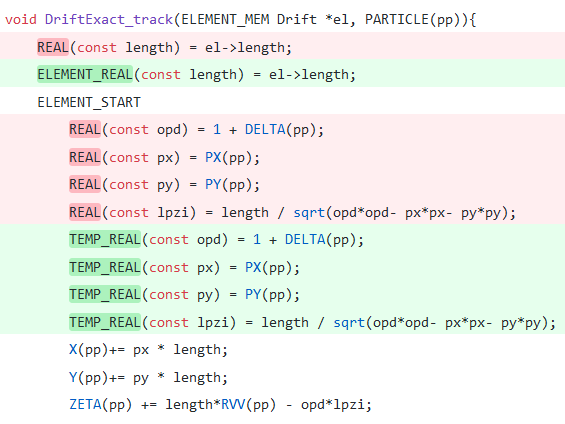 void DriftExact_track(ELEMENT_MEM Drift *el, PARTICLE(pp)){
REAL(const length) = el->length;
ELEMENT_REAL(const length) = el->length;
ELEMENT_START
REAL(const opd) = 1 + DELTA(pp);
REAL(const px) = PX(pp);
REAL(const py) = PY(pp);
REAL(const lpzi) = length / sqrt(opd*opd- px*px- py*py);
TEMP_REAL(const opd) = 1 + DELTA(pp);
TEMP_REAL(const px) = PX(pp);
TEMP_REAL(const py) = PY(pp);
TEMP_REAL(const lpzi) = length / sqrt(opd*opd- px*px- py*py);
X(pp)+= px * length;
Y(pp)+= py * length;
ZETA(pp) += length*RVV(pp) - opd*lpzi;